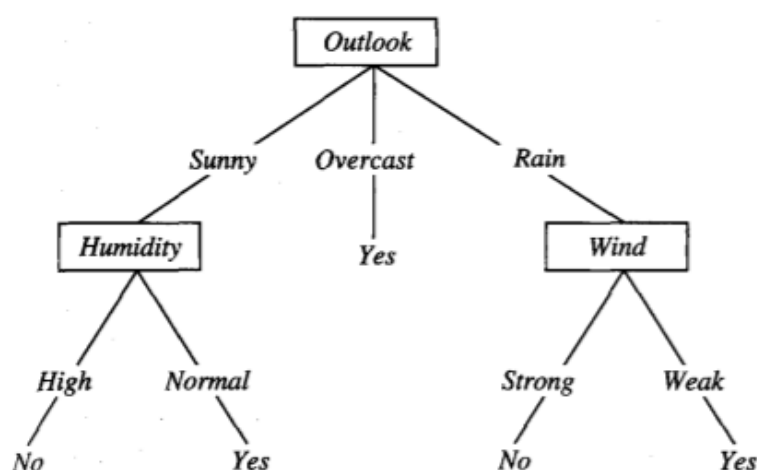 Outlook
Sunny Overcast Rain
Humidity Yes Wind
High Normal Strong Weak
No Yes No Yes